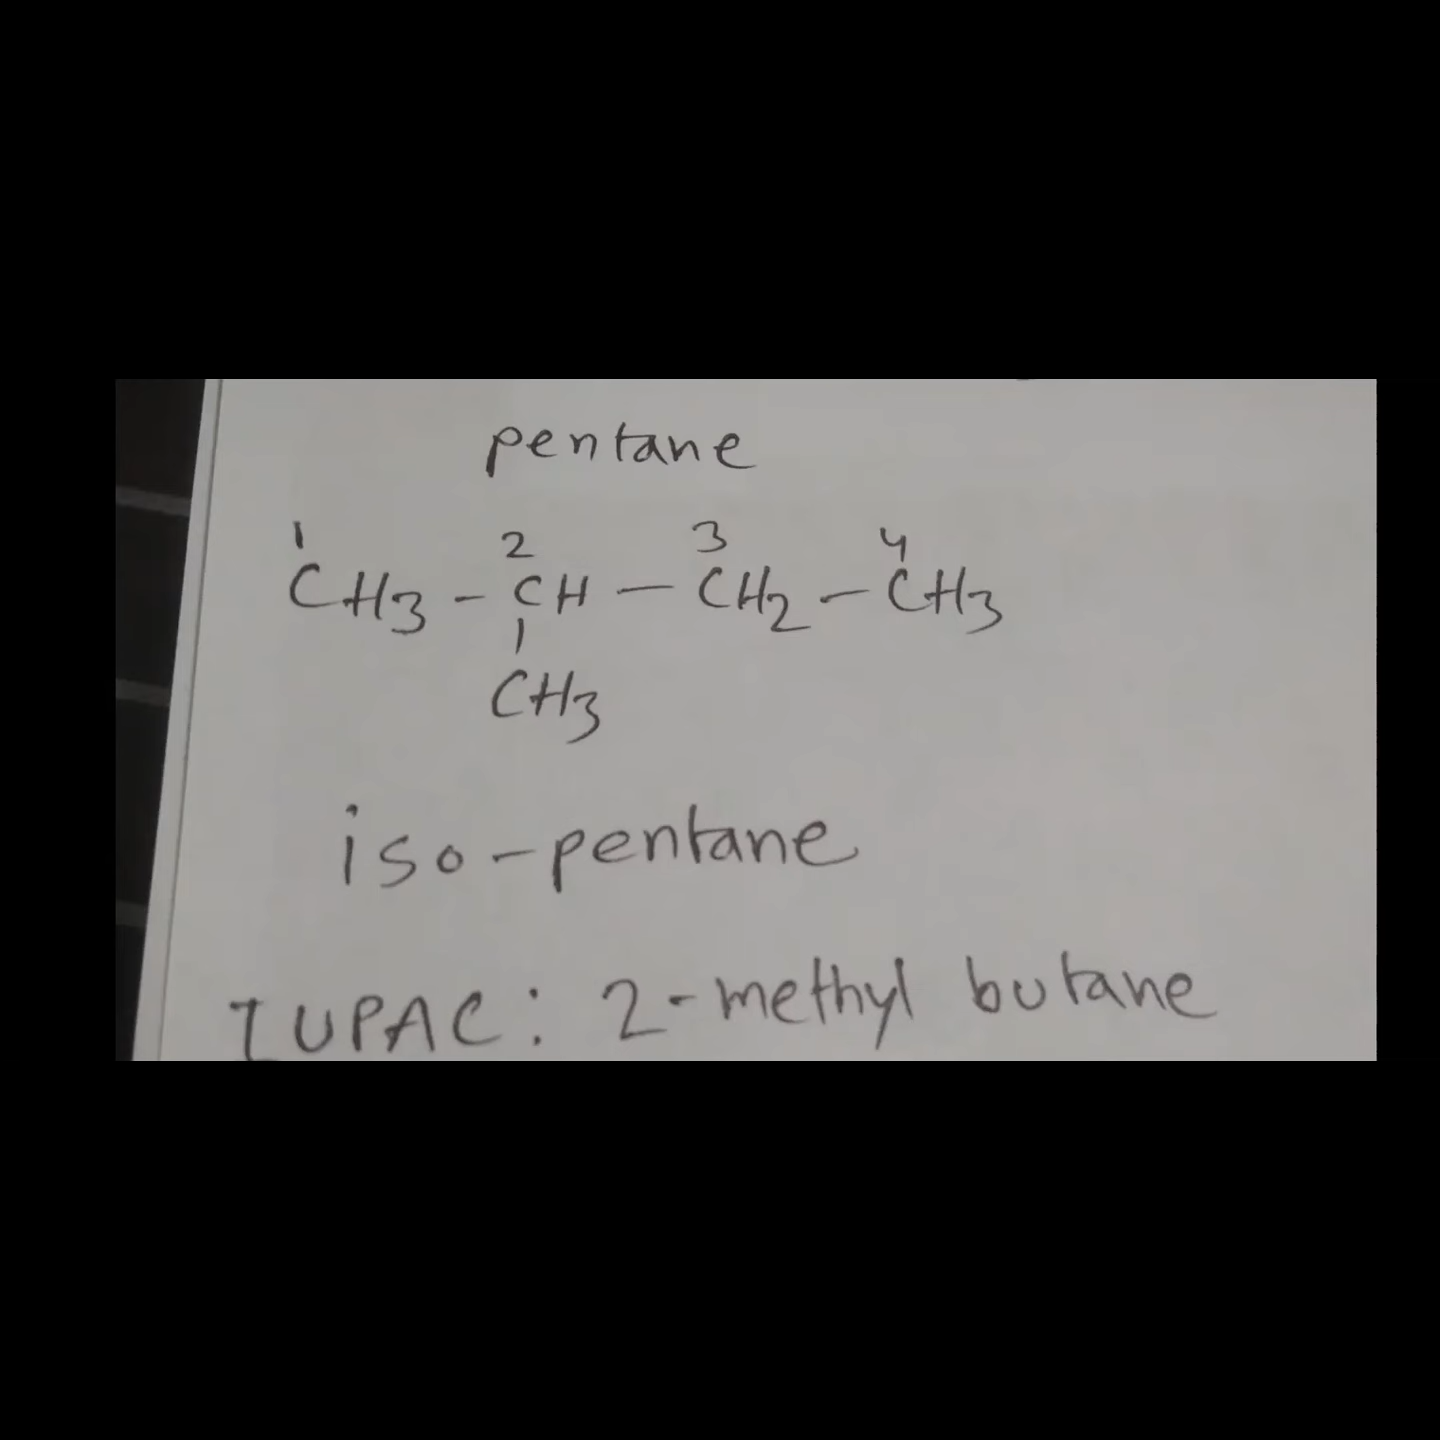 pentane
1 2 3 4
CH3 - CH - CH2 - CH3
|
CH3
iso-pentane
IUPAC: 2-methyl butane